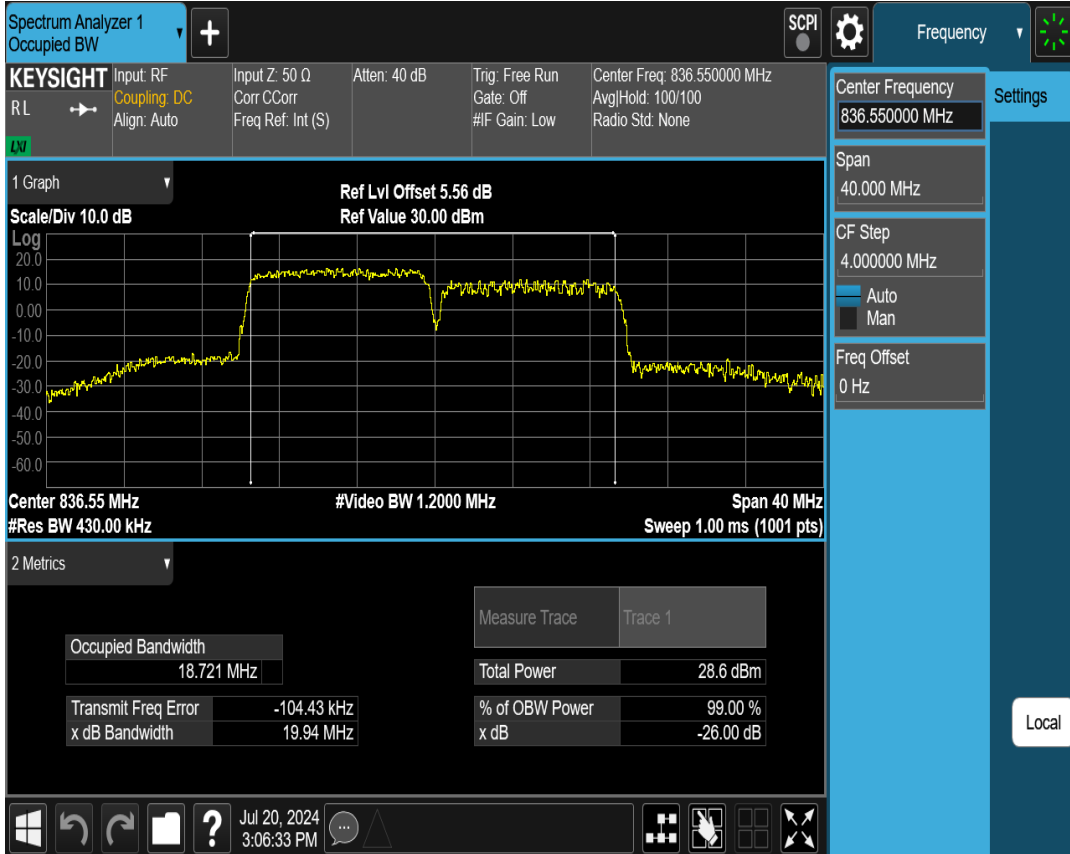 Spectrum Analyzer 1
Occupied BW
+
SCPI
Frequency
KEYSIGHT
RL
LXI
Input: RF
Coupling: DC
Align: Auto
Input Z: 50 Ω
Corr CCorr
Freq Ref: Int (S)
Atten: 40 dB
Trig: Free Run
Gate: Off
#IF Gain: Low
Center Freq: 836.550000 MHz
Avg|Hold: 100/100
Radio Std: None
Center Frequency
836.550000 MHz
Settings
Span
40.000 MHz
CF Step
4.000000 MHz
Auto
Man
Freq Offset
0 Hz
Local
1 Graph
Ref Lvl Offset 5.56 dB
Scale/Div 10.0 dB
Ref Value 30.00 dBm
Log
20.0
10.0
0.00
-10.0
-20.0
-30.0
-40.0
-50.0
-60.0
Center 836.55 MHz
#Video BW 1.2000 MHz
Span 40 MHz
#Res BW 430.00 kHz
Sweep 1.00 ms (1001 pts)
2 Metrics
Measure Trace
Trace 1
Occupied Bandwidth
18.721 MHz
Total Power
28.6 dBm
Transmit Freq Error
-104.43 kHz
% of OBW Power
99.00 %
x dB Bandwidth
19.94 MHz
x dB
-26.00 dB
?
Jul 20, 2024
3:06:33 PM